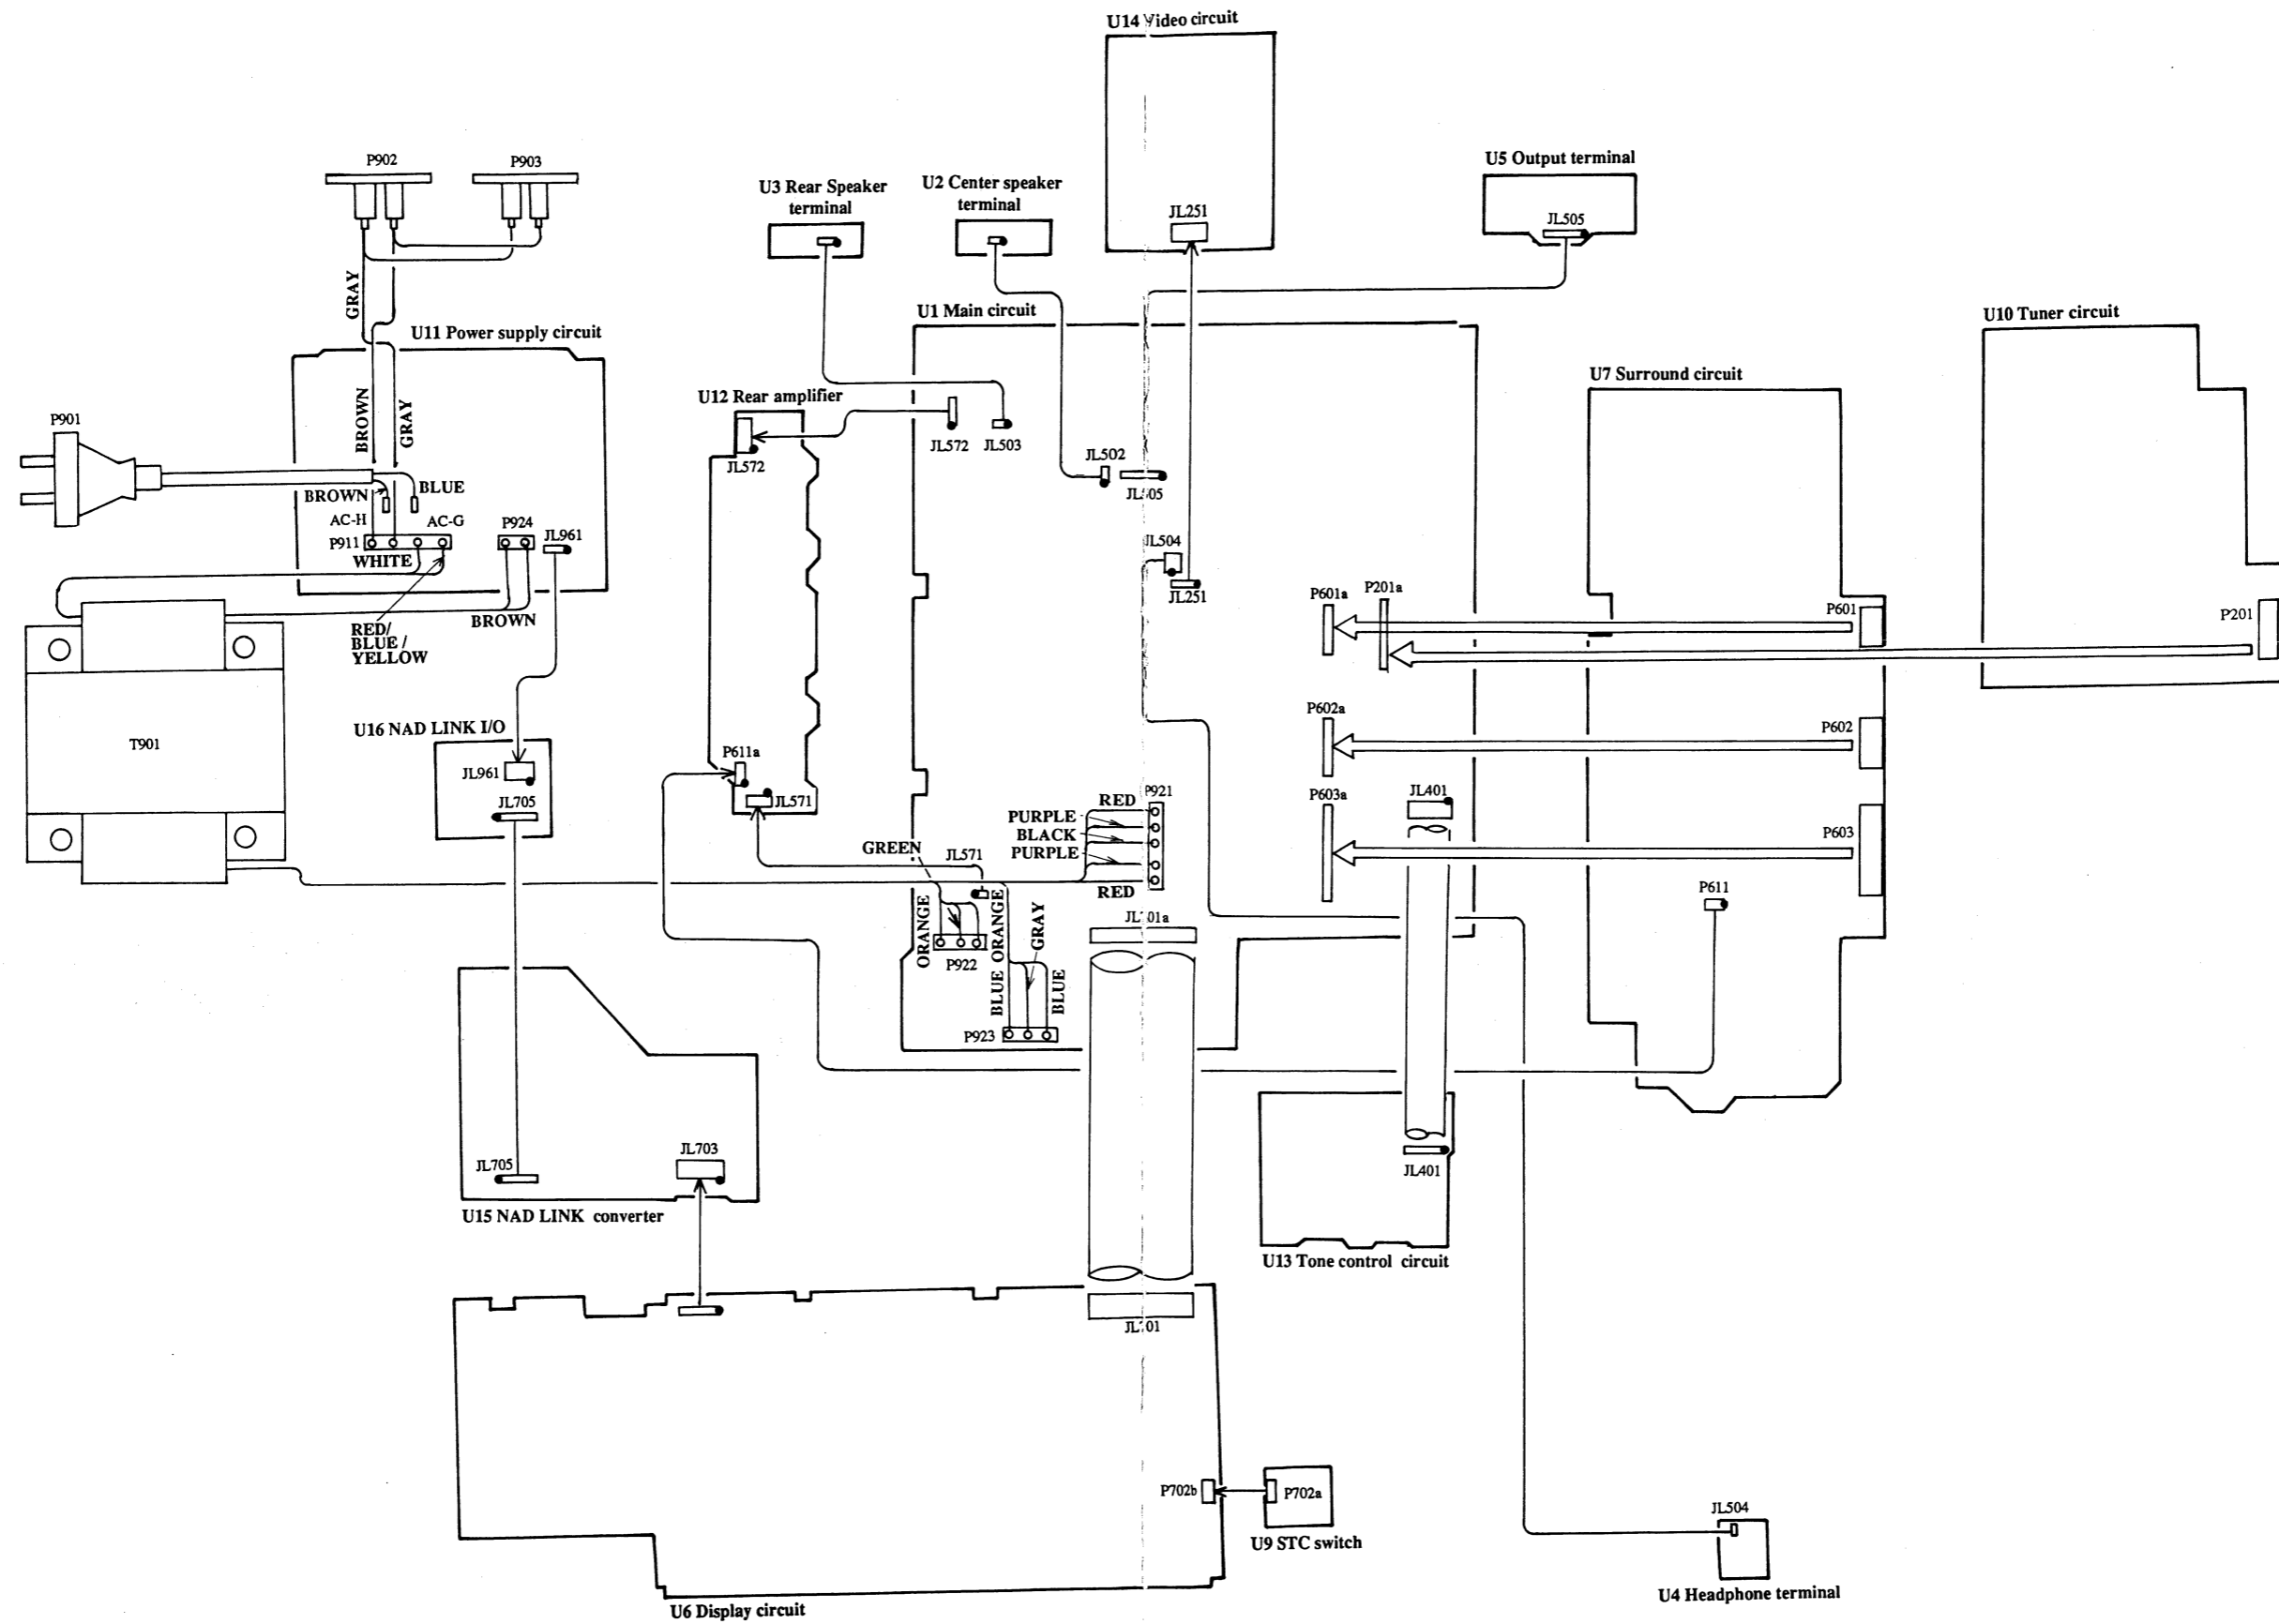 U14 Video circuit
P902
P903
U5 Output terminal
U3 Rear Speaker
terminal
U2 Center speaker
terminal
JL251
JL505
GRAY
U11 Power supply circuit
U1 Main circuit
U10 Tuner circuit
U7 Surround circuit
U12 Rear amplifier
P901
BROWN
GRAY
JL572
JL503
JL502
JL572
BROWN
BLUE
AC-H
AC-G
P924
P911
WHITE
JL961
JL504
JL251
P601a
P201a
P601
P201
RED/
BLUE /
YELLOW
BROWN
U16 NAD LINK I/O
T901
P611a
JL961
JL705
JL571
P602a
P602
P921
RED
PURPLE
BLACK
PURPLE
RED
P603a
JL401
P603
GREEN
JL571
P611
ORANGE
P922
BLUE
ORANGE
GRAY
BLUE
P923
JL705
JL703
U15 NAD LINK converter
JL401
U13 Tone control circuit
P702b
P702a
U9 STC switch
JL504
U4 Headphone terminal
U6 Display circuit